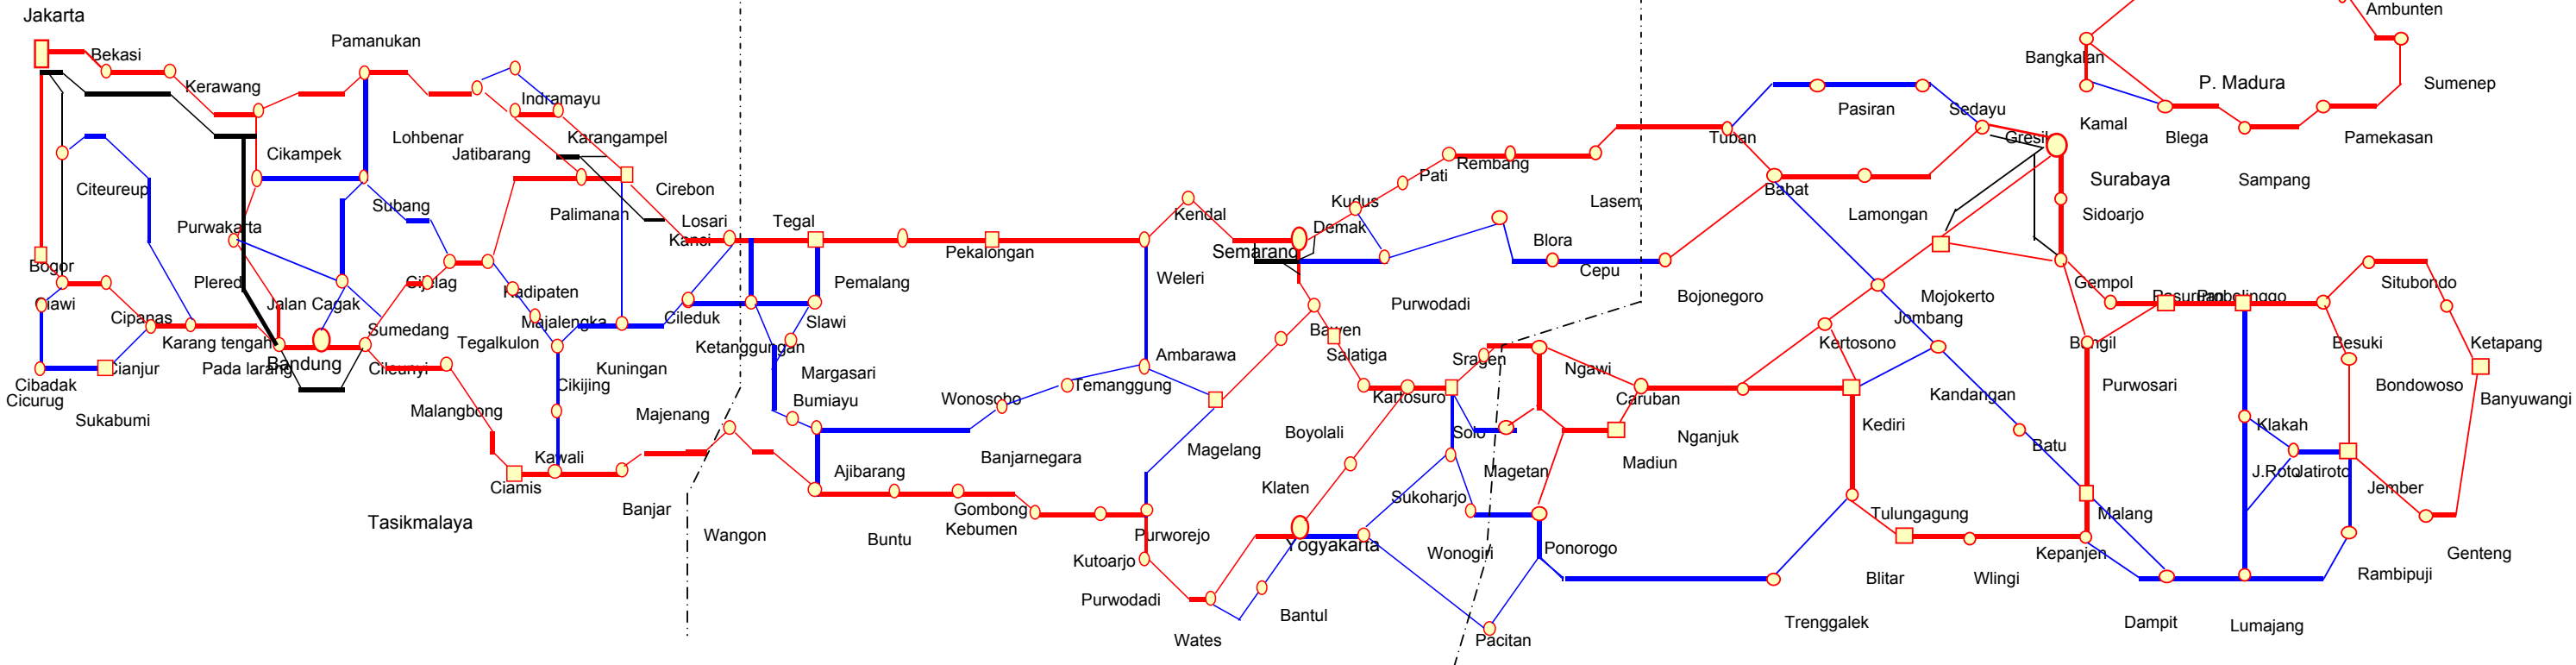 Jakarta
Bekasi
Kerawang
Pamanukan
Cikampek
Lohbenar
Indramayu
Jatibarang
Karangampel
Citeureup
Purwakarta
Subang
Palimanan
Cirebon
Losari
Kanci
Tegal
Bogor
Ciawi
Cipanas
Plered
Jalan Cagak
Cijelag
Kadipaten
Majalengka
Cileduk
Karang tengah
Pada larang
Bandung
Sumedang
Tegalkulon
Cileunyi
Kuningan
Cikijing
Ketanggungan
Slawi
Margasari
Bumiayu
Cibadak
Cicurug
Cianjur
Sukabumi
Malangbong
Majenang
Kawali
Ciamis
Banjar
Tasikmalaya
Wangon
Pemalang
Pekalongan
Weleri
Kendal
Semarang
Demak
Kudus
Pati
Rembang
Lasem
Blora
Cepu
Purwodadi
Bojonegoro
Ambarawa
Bawen
Salatiga
Temanggung
Wonosobo
Banjarnegara
Ajibarang
Magelang
Boyolali
Kartosuro
Solo
Sragen
Klaten
Sukoharjo
Buntu
Gombong
Kebumen
Kutoarjo
Purworejo
Purwodadi
Wates
Bantul
Yogyakarta
Wonogiri
Pacitan
Ponorogo
Magetan
Ngawi
Madiun
Caruban
Nganjuk
Tuban
Pasiran
Sedayu
Gresik
Babat
Lamongan
Surabaya
Sidoarjo
Mojokerto
Jombang
Kertosono
Kandangan
Kediri
Batu
Tulungagung
Trenggalek
Blitar
Wlingi
Kepanjen
Malang
Dampit
Lumajang
Gempol
Bangil
Purwosari
Pasuruan
Probolinggo
Klakah
J.Roto
Jatiroto
Jember
Rambipuji
Genteng
Besuki
Situbondo
Bondowoso
Ketapang
Banyuwangi
Bangkalan
Kamal
Blega
Sampang
Pamekasan
Sumenep
Ambunten
P. Madura